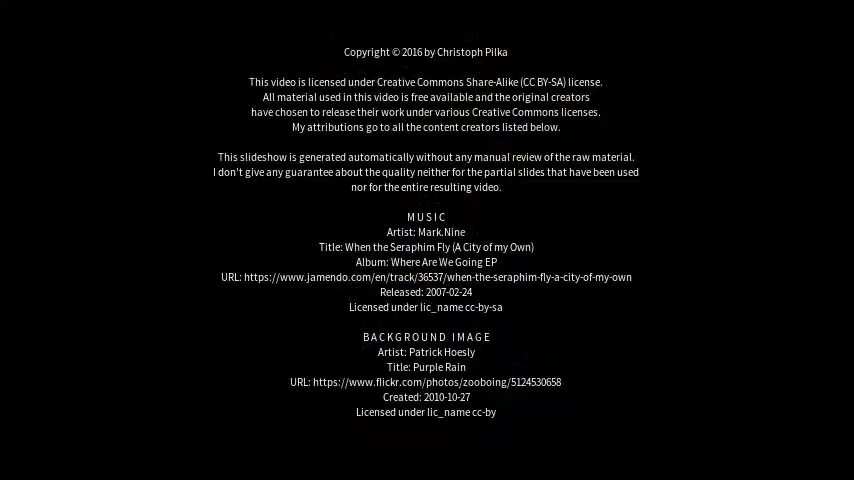 Copyright © 2016 by Christoph Pilka
This video is licensed under Creative Commons Share-Alike (CC BY-SA) license.
All material used in this video is free available and the original creators
have chosen to release their work under various Creative Commons licenses.
My attributions go to all the content creators listed below.
This slideshow is generated automatically without any manual review of the raw material.
I don't give any guarantee about the quality neither for the partial slides that have been used
nor for the entire resulting video.
MUSIC
Artist: Mark.Nine
Title: When the Seraphim Fly (A City of my Own)
Album: Where Are We Going EP
URL: https://www.jamendo.com/en/track/36537/when-the-seraphim-fly-a-city-of-my-own
Released: 2007-02-24
Licensed under lic_name cc-by-sa
BACKGROUND IMAGE
Artist: Patrick Hoesly
Title: Purple Rain
URL: https://www.flickr.com/photos/zooboing/5124530658
Created: 2010-10-27
Licensed under lic_name cc-by